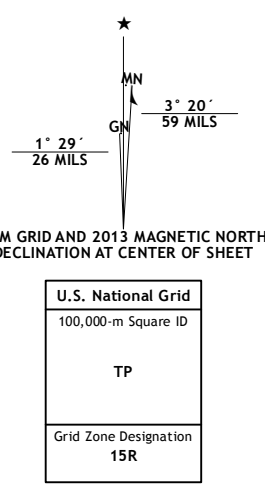 ★
MN
GN
3° 20´
59 MILS
1° 29´
26 MILS
M GRID AND 2013 MAGNETIC NORTH
DECLINATION AT CENTER OF SHEET
U.S. National Grid
100,000-m Square ID
TP
Grid Zone Designation
15R